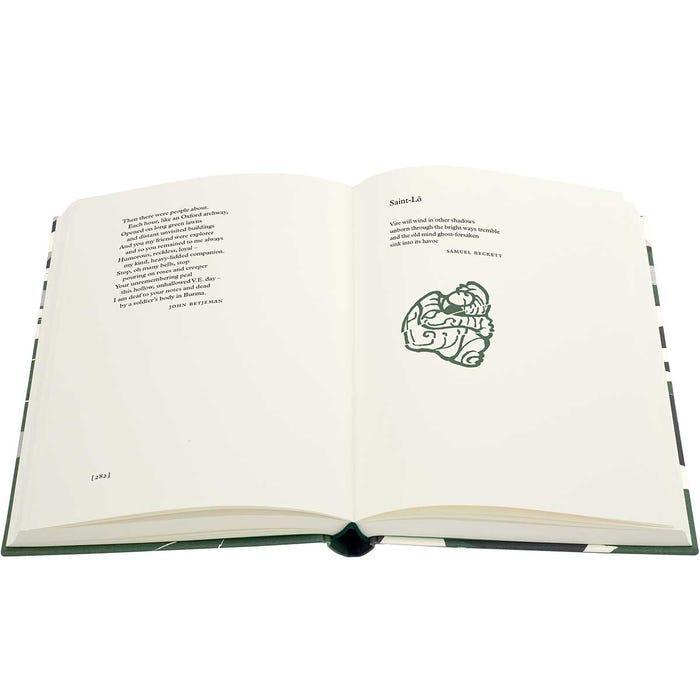 Then there were people about.
Each hour, like an Oxford archway,
Opened on long green lawns
and distant unvisited buildings
And you my friend were explorer
and so you remained to me always
Humorous, reckless, loyal –
my kind, heavy-lidded companion.
Stop, oh many bells, stop
pouring on roses and creeper
Your unremembering peal
this hollow, unhallowed V.E. day –
I am deaf to your notes and dead
by a soldier's body in Burma.
JOHN BETJEMAN
[282]
Saint-Lô
Vire will wind in other shadows
unborn through the bright ways tremble
and the old mind ghost-forsaken
sink into its havoc
SAMUEL BECKETT